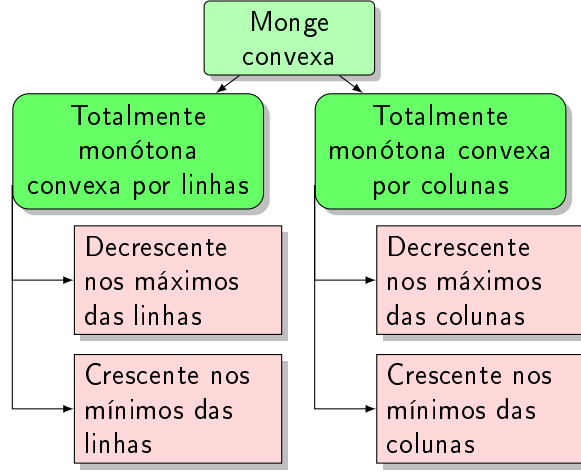 Monge
convexa
Totalmente
monótona
convexa por linhas
Totalmente
monótona convexa
por colunas
Decrescente
nos máximos
das linhas
Decrescente
nos máximos
das colunas
Crescente nos
mínimos das
linhas
Crescente nos
mínimos das
colunas